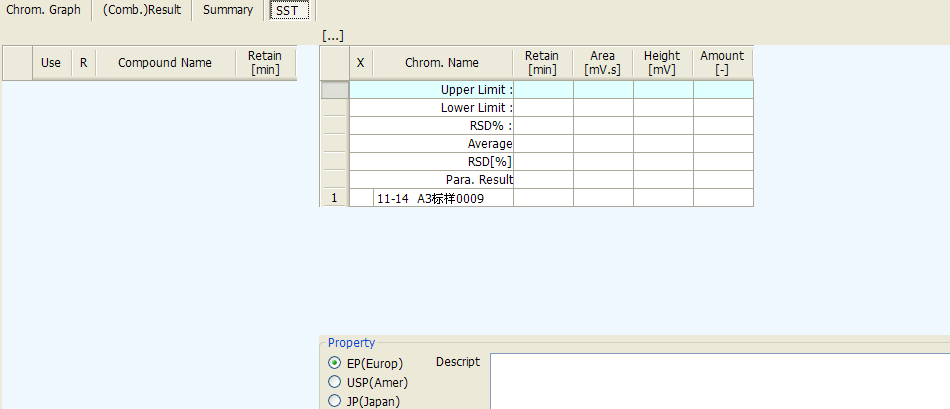 Chrom. Graph (Comb.)Result Summary SST
[...]
Use R Compound Name Retain [min]
X Chrom. Name Retain [min] Area [mV.s] Height [mV] Amount [-]
Upper Limit :
Lower Limit :
RSD% :
Average
RSD[%]
Para. Result
1 11-14 A3标样0009
Property
EP(Europ) Descript
USP(Amer)
JP(Japan)